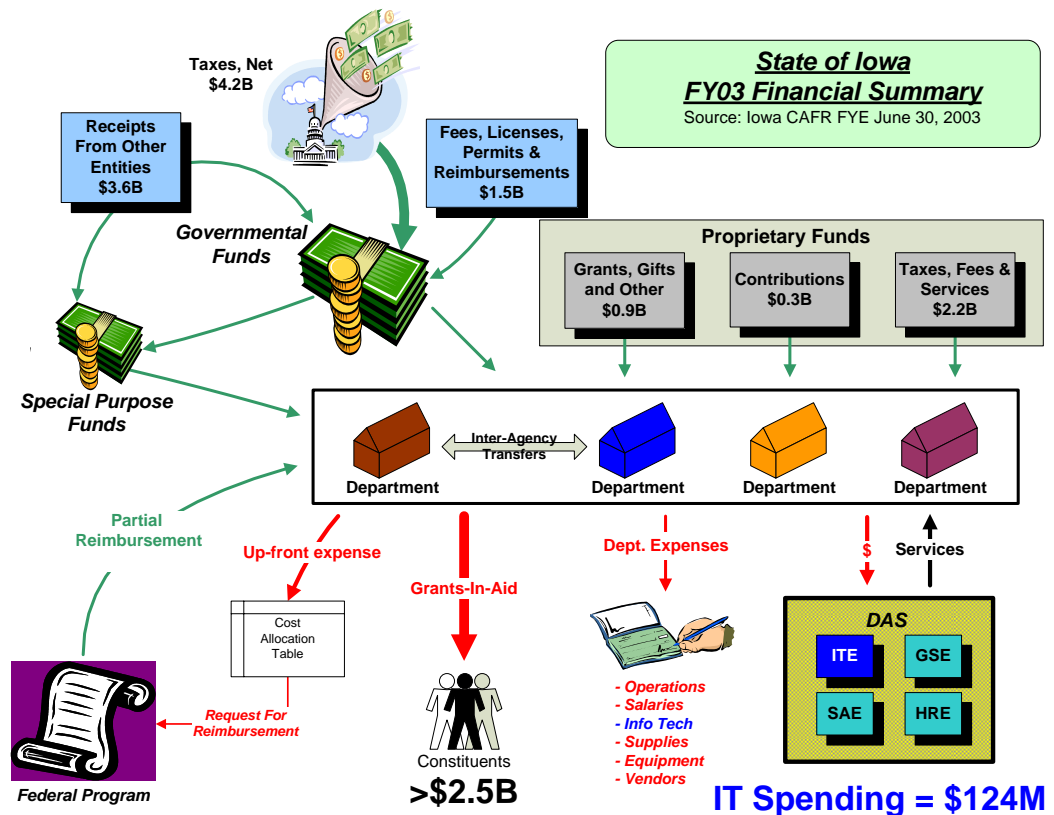 Taxes, Net
$4.2B
State of Iowa
FY03 Financial Summary
Source: Iowa CAFR FYE June 30, 2003
Receipts
From Other
Entities
$3.6B
Fees, Licenses,
Permits &
Reimbursements
$1.5B
Governmental
Funds
Proprietary Funds
Grants, Gifts
and Other
$0.9B
Contributions
$0.3B
Taxes, Fees &
Services
$2.2B
Special Purpose
Funds
Inter-Agency
Transfers
Department
Department
Department
Department
Partial
Reimbursement
Up-front expense
Grants-In-Aid
Dept. Expenses
$
Services
Cost
Allocation
Table
DAS
ITE
GSE
SAE
HRE
Request For
Reimbursement
- Operations
- Salaries
- Info Tech
- Supplies
- Equipment
- Vendors
Federal Program
Constituents
>$2.5B
IT Spending = $124M